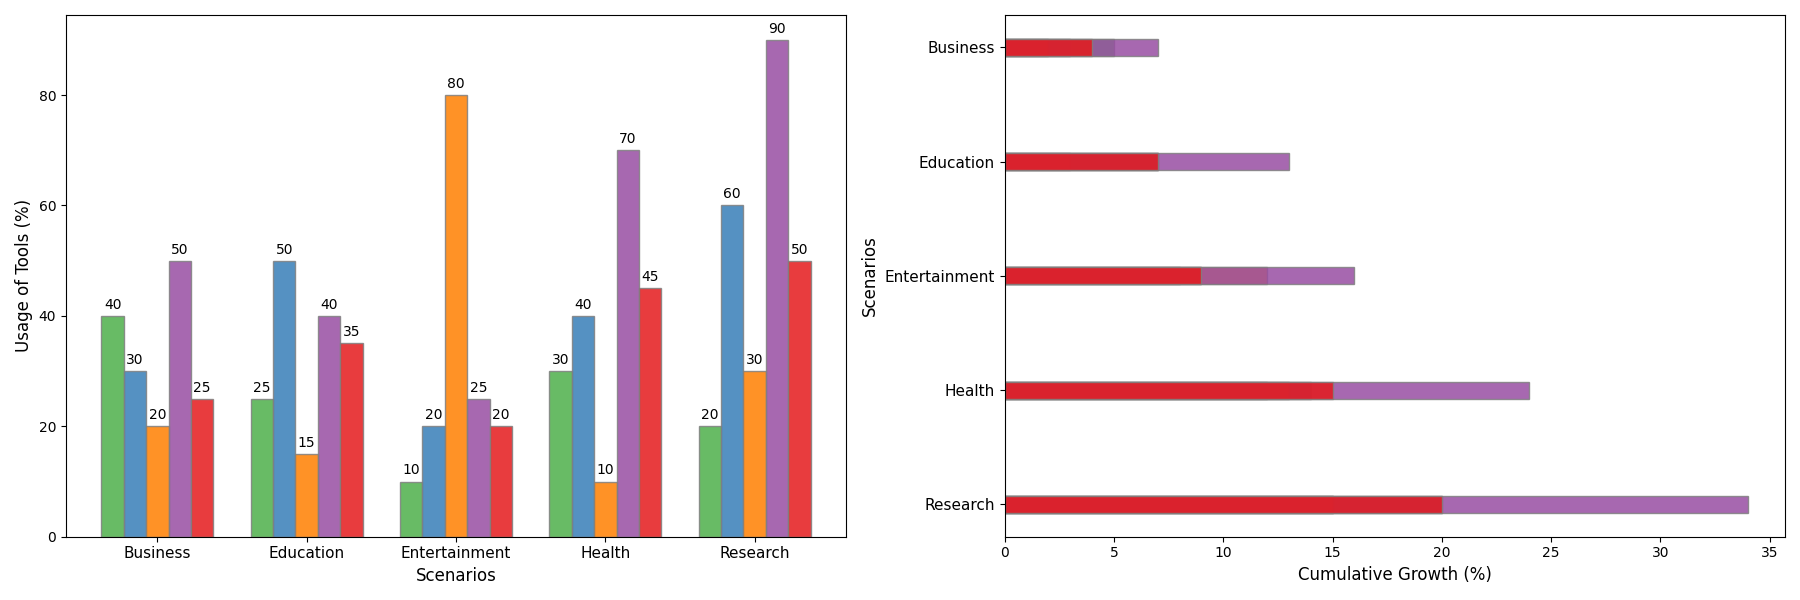 Usage of Tools (%)
80
60
40
20
0
40
30
20
50
25
25
50
15
40
35
10
20
80
25
20
30
40
10
70
45
20
60
30
90
50
Business Education Entertainment Health Research
Scenarios
Scenarios
Business
Education
Entertainment
Health
Research
0 5 10 15 20 25 30 35
Cumulative Growth (%)